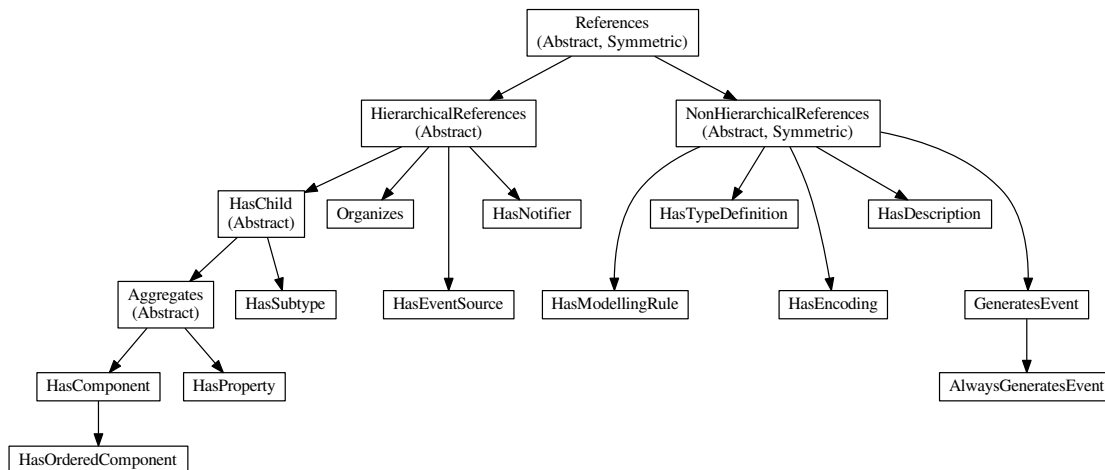 References
(Abstract, Symmetric)
HierarchicalReferences
(Abstract)
NonHierarchicalReferences
(Abstract, Symmetric)
HasChild
(Abstract)
Organizes
HasNotifier
HasTypeDefinition
HasDescription
Aggregates
(Abstract)
HasSubtype
HasEventSource
HasModellingRule
HasEncoding
GeneratesEvent
HasComponent
HasProperty
AlwaysGeneratesEvent
HasOrderedComponent